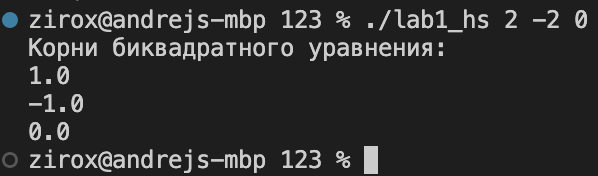 zirox@andrejs-mbp 123 % ./lab1_hs 2 -2 0
Корни биквадратного уравнения:
1.0
-1.0
0.0
zirox@andrejs-mbp 123 %